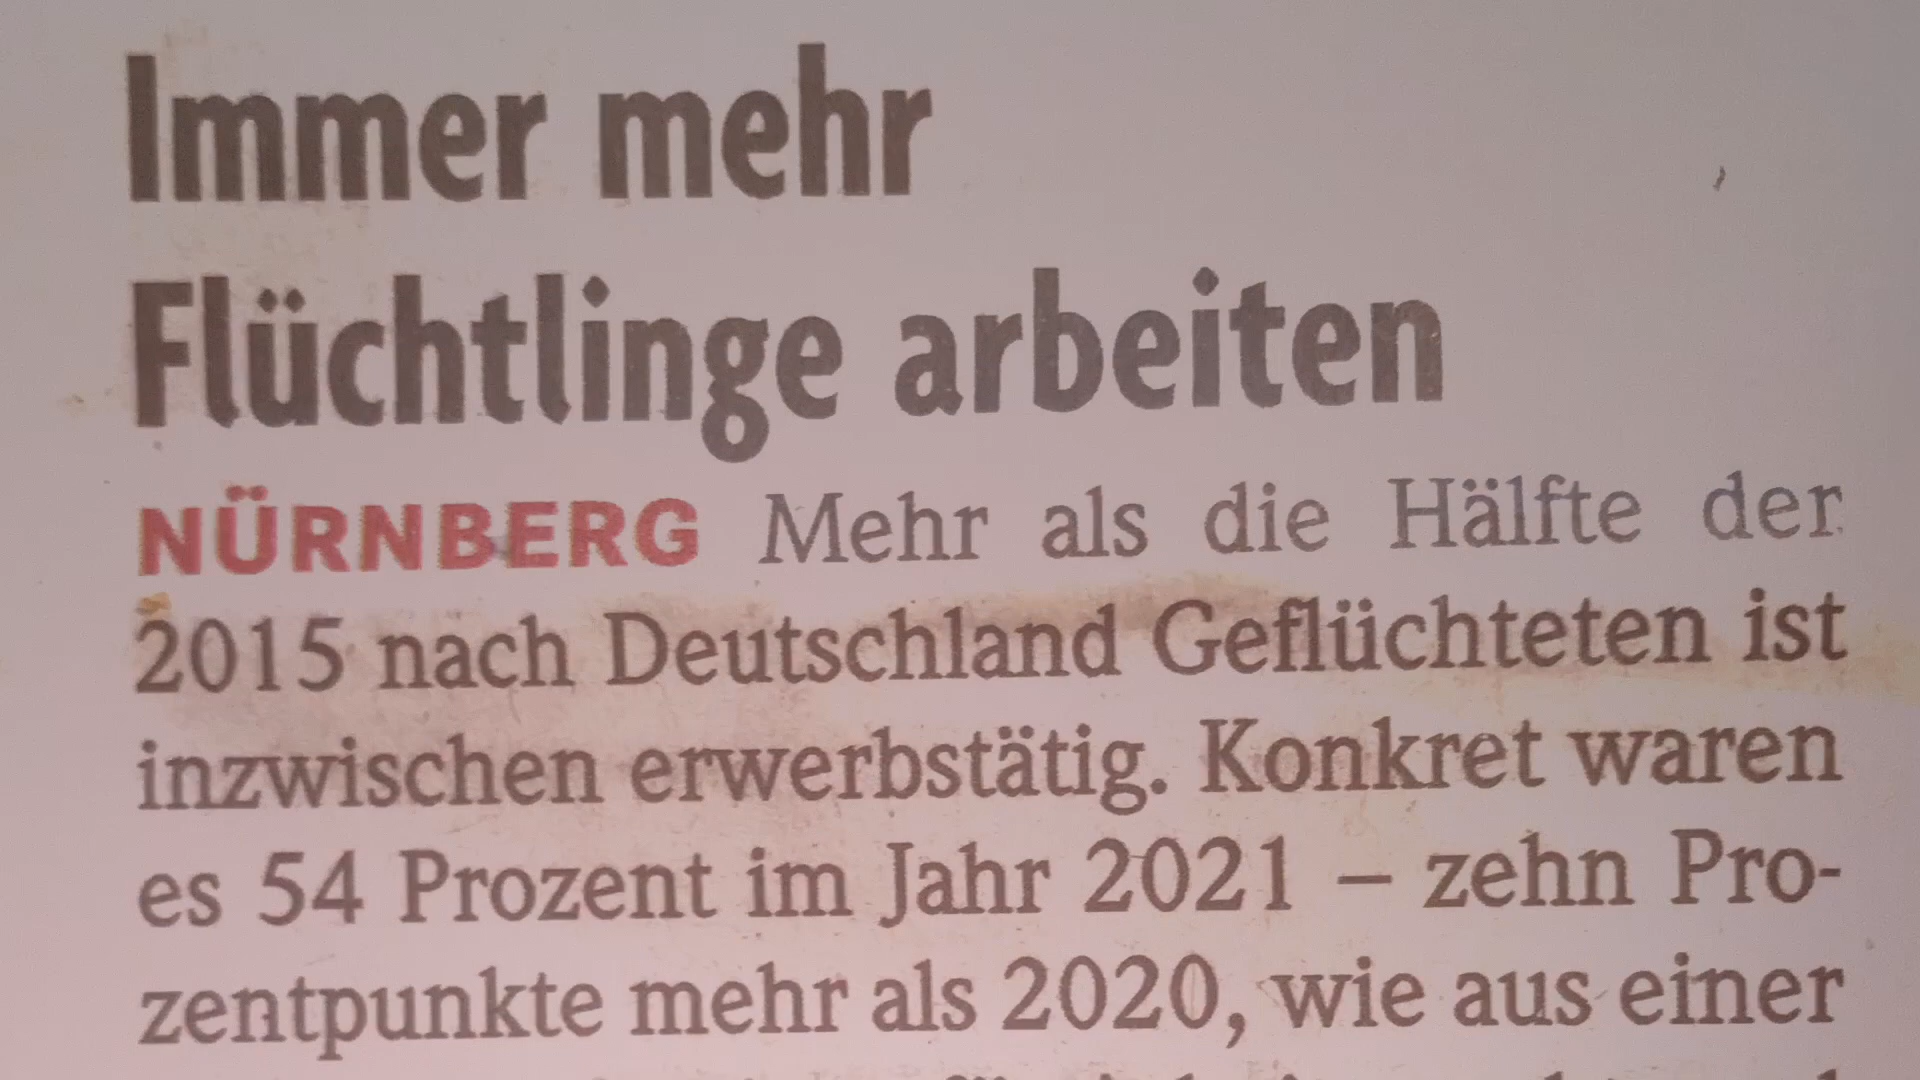 Immer mehr
Flüchtlinge arbeiten
NÜRNBERG Mehr als die Hälfte der
2015 nach Deutschland Geflüchteten ist
inzwischen erwerbstätig. Konkret waren
es 54 Prozent im Jahr 2021 – zehn Pro-
zentpunkte mehr als 2020, wie aus einer